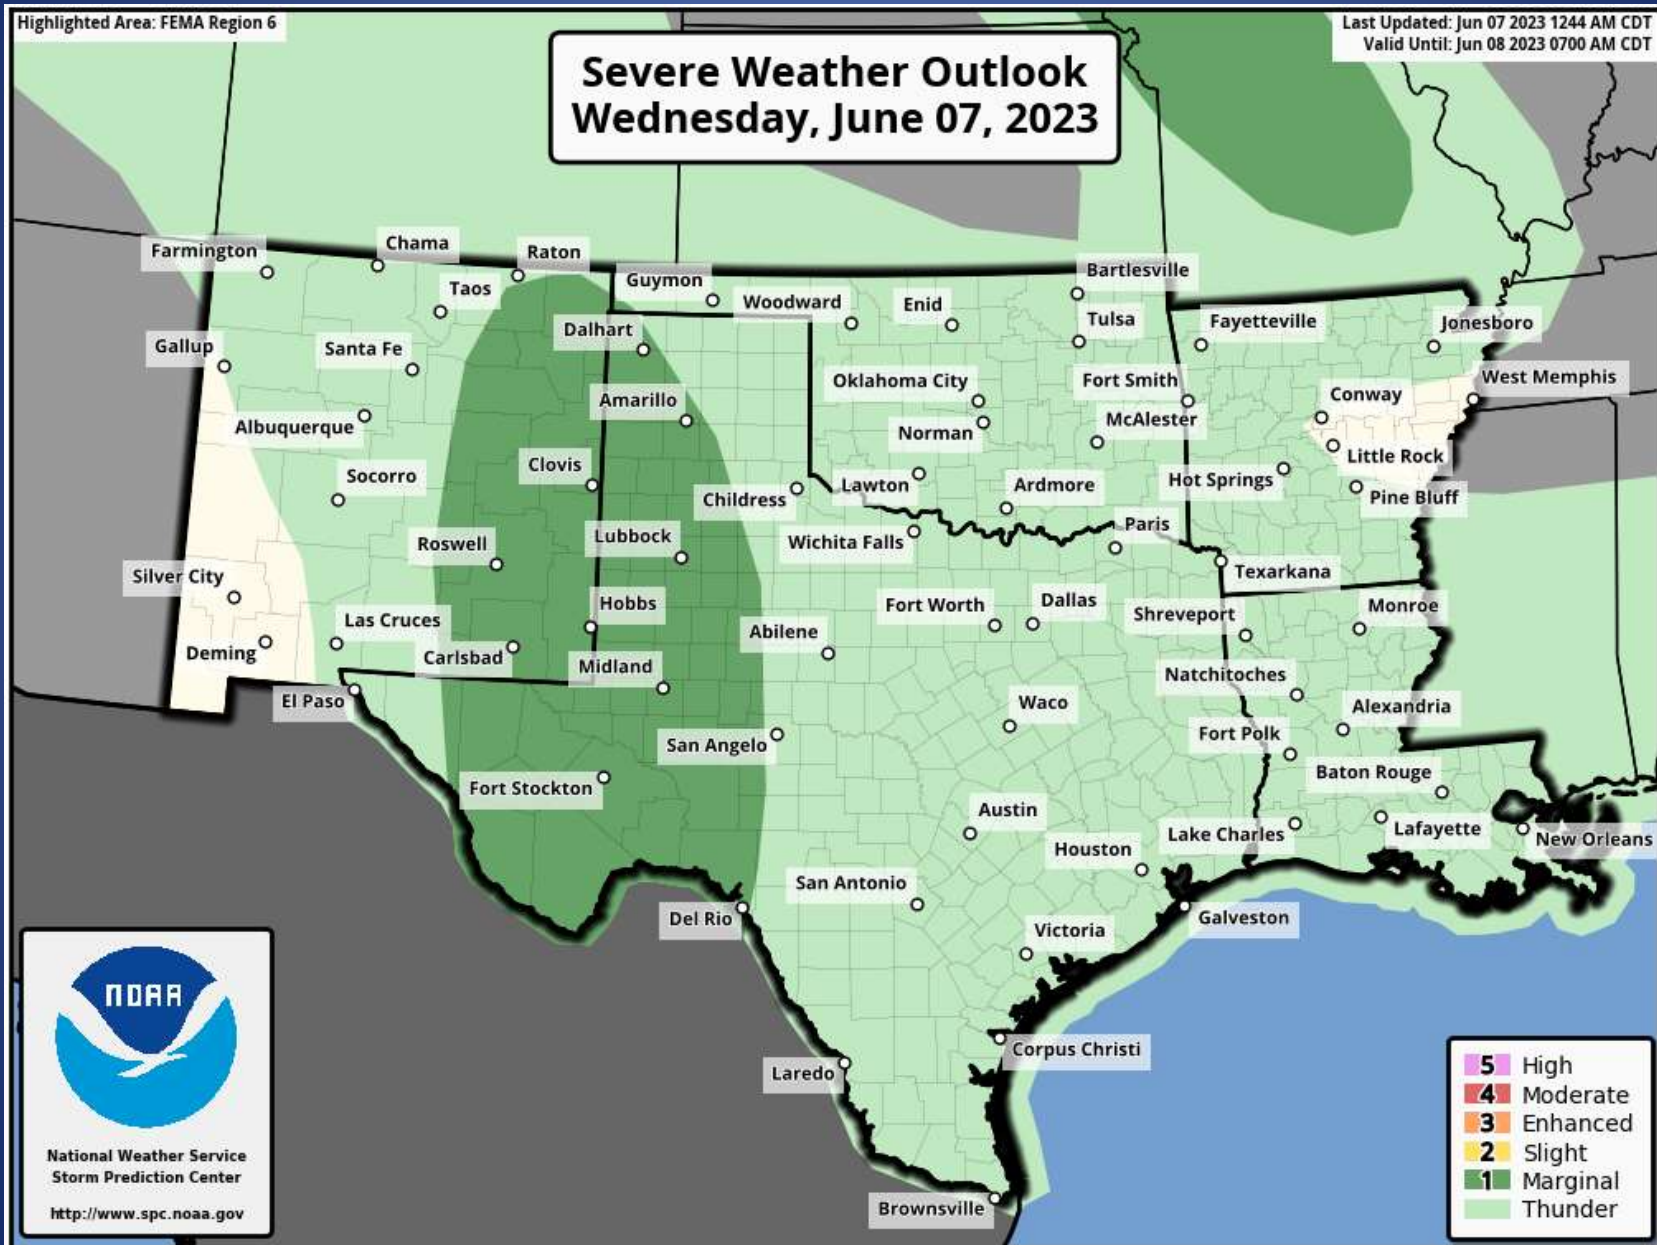 Highlighted Area: FEMA Region 6
Last Updated: Jun 07 2023 1244 AM CDT
Valid Until: Jun 08 2023 0700 AM CDT
Severe Weather Outlook
Wednesday, June 07, 2023
Farmington
Chama
Raton
Taos
Guymon
Woodward
Enid
Bartlesville
Tulsa
Fayetteville
Jonesboro
Gallup
Santa Fe
Dalhart
Oklahoma City
Fort Smith
Conway
West Memphis
Albuquerque
Amarillo
Norman
McAlester
Little Rock
Socorro
Clovis
Childress
Lawton
Ardmore
Hot Springs
Pine Bluff
Roswell
Lubbock
Wichita Falls
Paris
Texarkana
Silver City
Las Cruces
Hobbs
Fort Worth
Dallas
Shreveport
Monroe
Deming
Carlsbad
Midland
Abilene
Natchitoches
El Paso
San Angelo
Waco
Fort Polk
Alexandria
Fort Stockton
Austin
Baton Rouge
Houston
Lake Charles
Lafayette
New Orleans
San Antonio
Del Rio
Victoria
Galveston
Laredo
Corpus Christi
Brownsville
NOAA
National Weather Service
Storm Prediction Center
http://www.spc.noaa.gov
5 High
4 Moderate
3 Enhanced
2 Slight
1 Marginal
Thunder